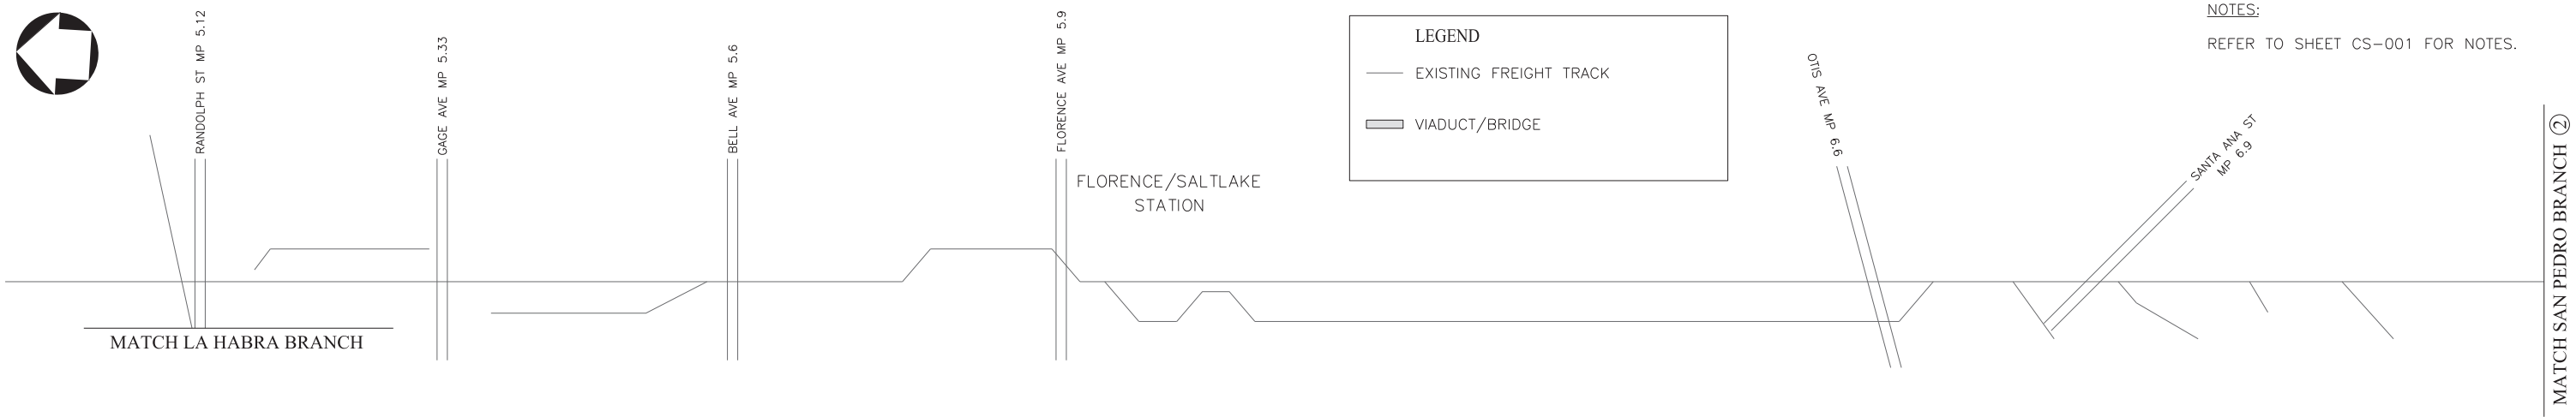 RANDOLPH ST MP 5.12
GAGE AVE MP 5.33
BELL AVE MP 5.6
FLORENCE AVE MP 5.9
FLORENCE/SALTLAKE
STATION
LEGEND
EXISTING FREIGHT TRACK
VIADUCT/BRIDGE
OTIS AVE MP 6.6
SANTA ANA ST
MP 6.9
NOTES:
REFER TO SHEET CS-001 FOR NOTES.
MATCH SAN PEDRO BRANCH ②
MATCH LA HABRA BRANCH